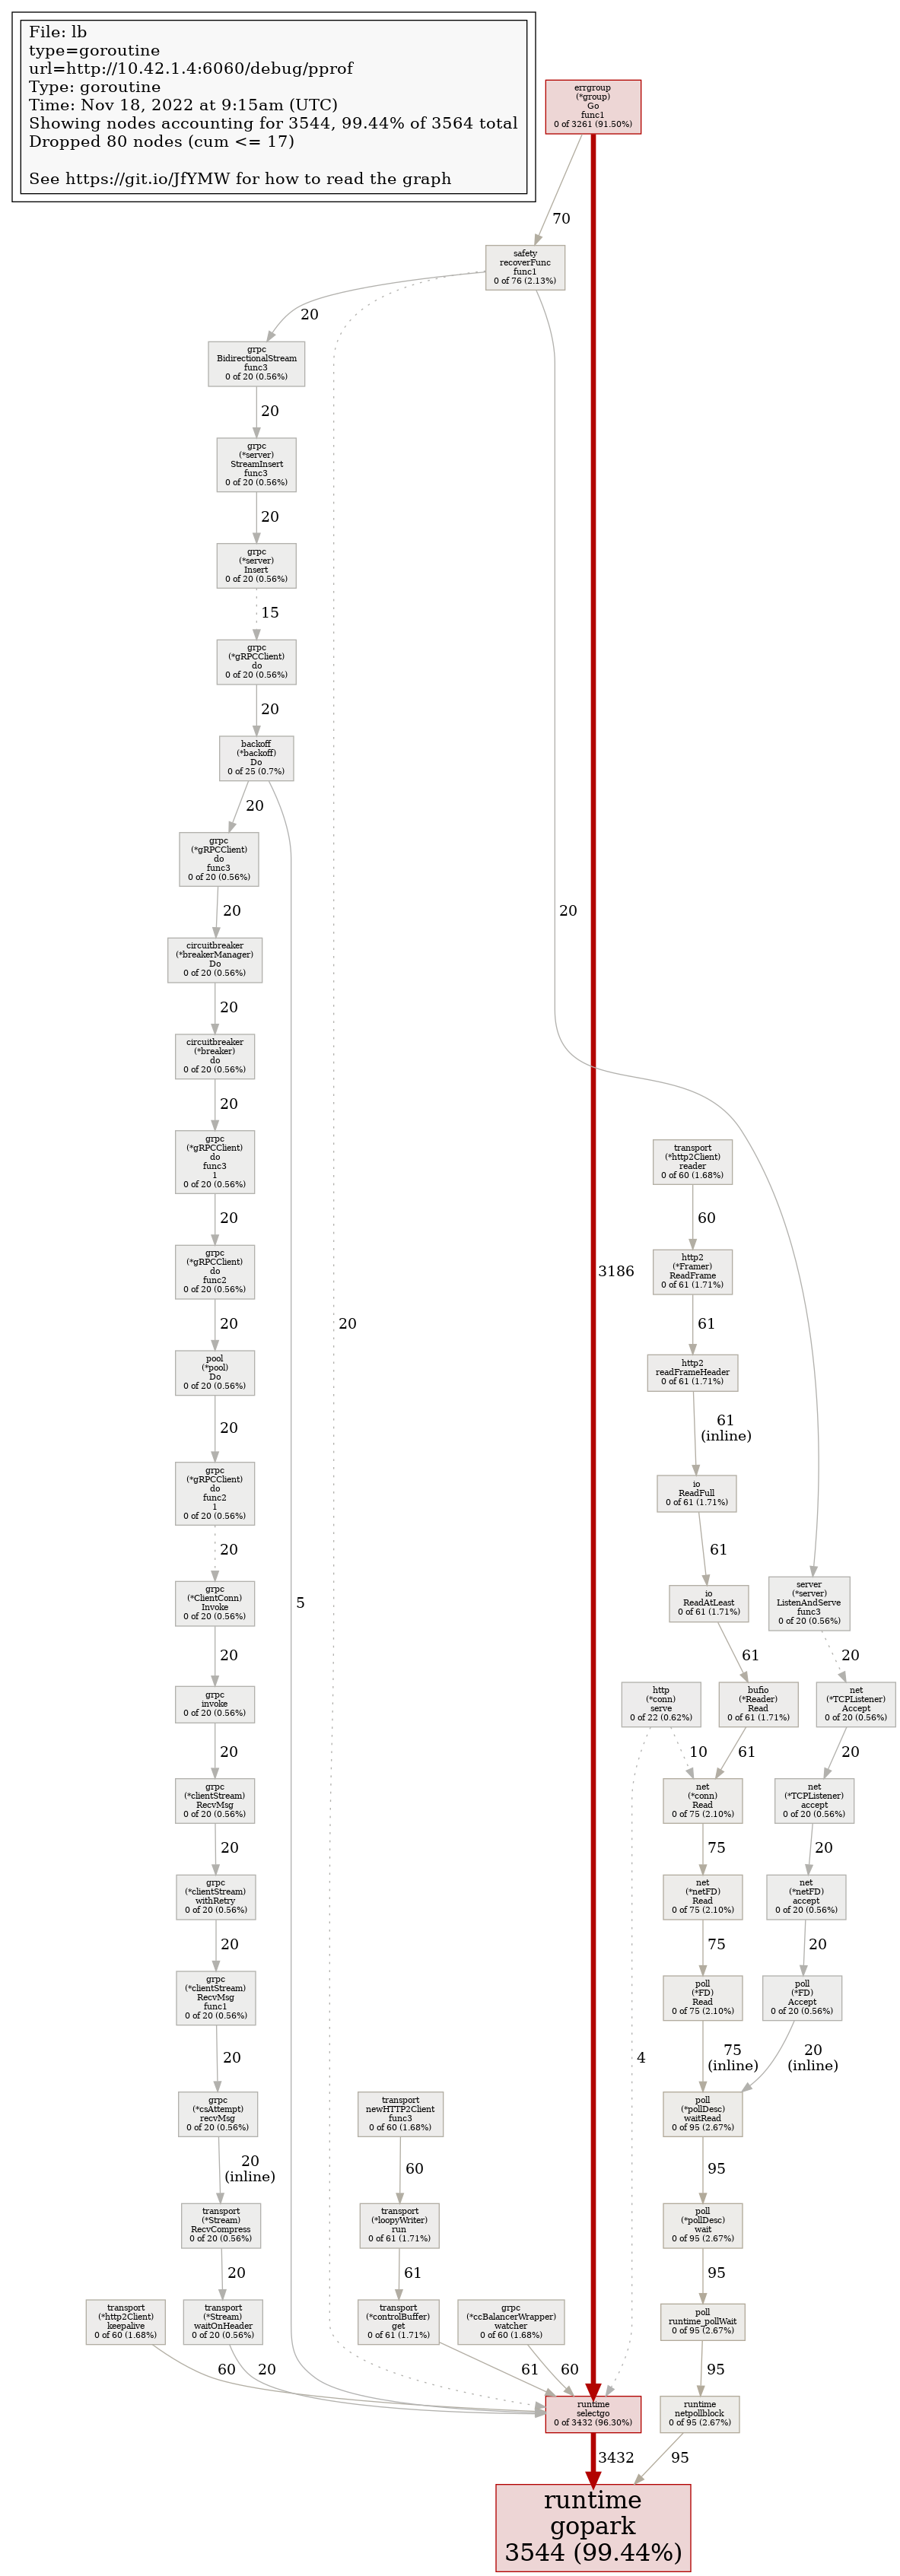 File: lb
type=goroutine
url=http://10.42.1.4:6060/debug/pprof
Type: goroutine
Time: Nov 18, 2022 at 9:15am (UTC)
Showing nodes accounting for 3544, 99.44% of 3564 total
Dropped 80 nodes (cum <= 17)
See https://git.io/JfYMW for how to read the graph
errgroup
(*group)
Go
func1
0 of 3261 (91.50%)
70
safety
recoverFunc
func1
0 of 76 (2.13%)
20
grpc
BidirectionalStream
func3
0 of 20 (0.56%)
20
grpc
(*server)
StreamInsert
func3
0 of 20 (0.56%)
20
grpc
(*server)
Insert
0 of 20 (0.56%)
15
grpc
(*gRPCClient)
do
0 of 20 (0.56%)
20
backoff
(*backoff)
Do
0 of 25 (0.7%)
20
grpc
(*gRPCClient)
do
func3
0 of 20 (0.56%)
20
20
circuitbreaker
(*breakerManager)
Do
0 of 20 (0.56%)
20
circuitbreaker
(*breaker)
do
0 of 20 (0.56%)
20
grpc
(*gRPCClient)
do
func3
1
0 of 20 (0.56%)
20
grpc
(*gRPCClient)
do
func2
0 of 20 (0.56%)
20
pool
(*pool)
Do
0 of 20 (0.56%)
20
grpc
(*gRPCClient)
do
func2
1
0 of 20 (0.56%)
20
grpc
(*ClientConn)
Invoke
0 of 20 (0.56%)
20
grpc
invoke
0 of 20 (0.56%)
20
grpc
(*clientStream)
RecvMsg
0 of 20 (0.56%)
20
grpc
(*clientStream)
withRetry
0 of 20 (0.56%)
20
grpc
(*clientStream)
RecvMsg
func1
0 of 20 (0.56%)
20
grpc
(*csAttempt)
recvMsg
0 of 20 (0.56%)
20
(inline)
transport
(*Stream)
RecvCompress
0 of 20 (0.56%)
20
transport
(*http2Client)
keepalive
0 of 60 (1.68%)
60
transport
(*Stream)
waitOnHeader
0 of 20 (0.56%)
20
5
20
3186
transport
newHTTP2Client
func3
0 of 60 (1.68%)
60
transport
(*loopyWriter)
run
0 of 61 (1.71%)
61
transport
(*controlBuffer)
get
0 of 61 (1.71%)
61
grpc
(*ccBalancerWrapper)
watcher
0 of 60 (1.68%)
60
transport
(*http2Client)
reader
0 of 60 (1.68%)
60
http2
(*Framer)
ReadFrame
0 of 61 (1.71%)
61
http2
readFrameHeader
0 of 61 (1.71%)
61
(inline)
io
ReadFull
0 of 61 (1.71%)
61
io
ReadAtLeast
0 of 61 (1.71%)
61
bufio
(*Reader)
Read
0 of 61 (1.71%)
61
http
(*conn)
serve
0 of 22 (0.62%)
10
4
net
(*conn)
Read
0 of 75 (2.10%)
75
net
(*netFD)
Read
0 of 75 (2.10%)
75
poll
(*FD)
Read
0 of 75 (2.10%)
75
(inline)
server
(*server)
ListenAndServe
func3
0 of 20 (0.56%)
20
net
(*TCPListener)
Accept
0 of 20 (0.56%)
20
net
(*TCPListener)
accept
0 of 20 (0.56%)
20
net
(*netFD)
accept
0 of 20 (0.56%)
20
poll
(*FD)
Accept
0 of 20 (0.56%)
20
(inline)
poll
(*pollDesc)
waitRead
0 of 95 (2.67%)
95
poll
(*pollDesc)
wait
0 of 95 (2.67%)
95
poll
runtime_pollWait
0 of 95 (2.67%)
95
runtime
netpollblock
0 of 95 (2.67%)
95
runtime
selectgo
0 of 3432 (96.30%)
3432
runtime
gopark
3544 (99.44%)